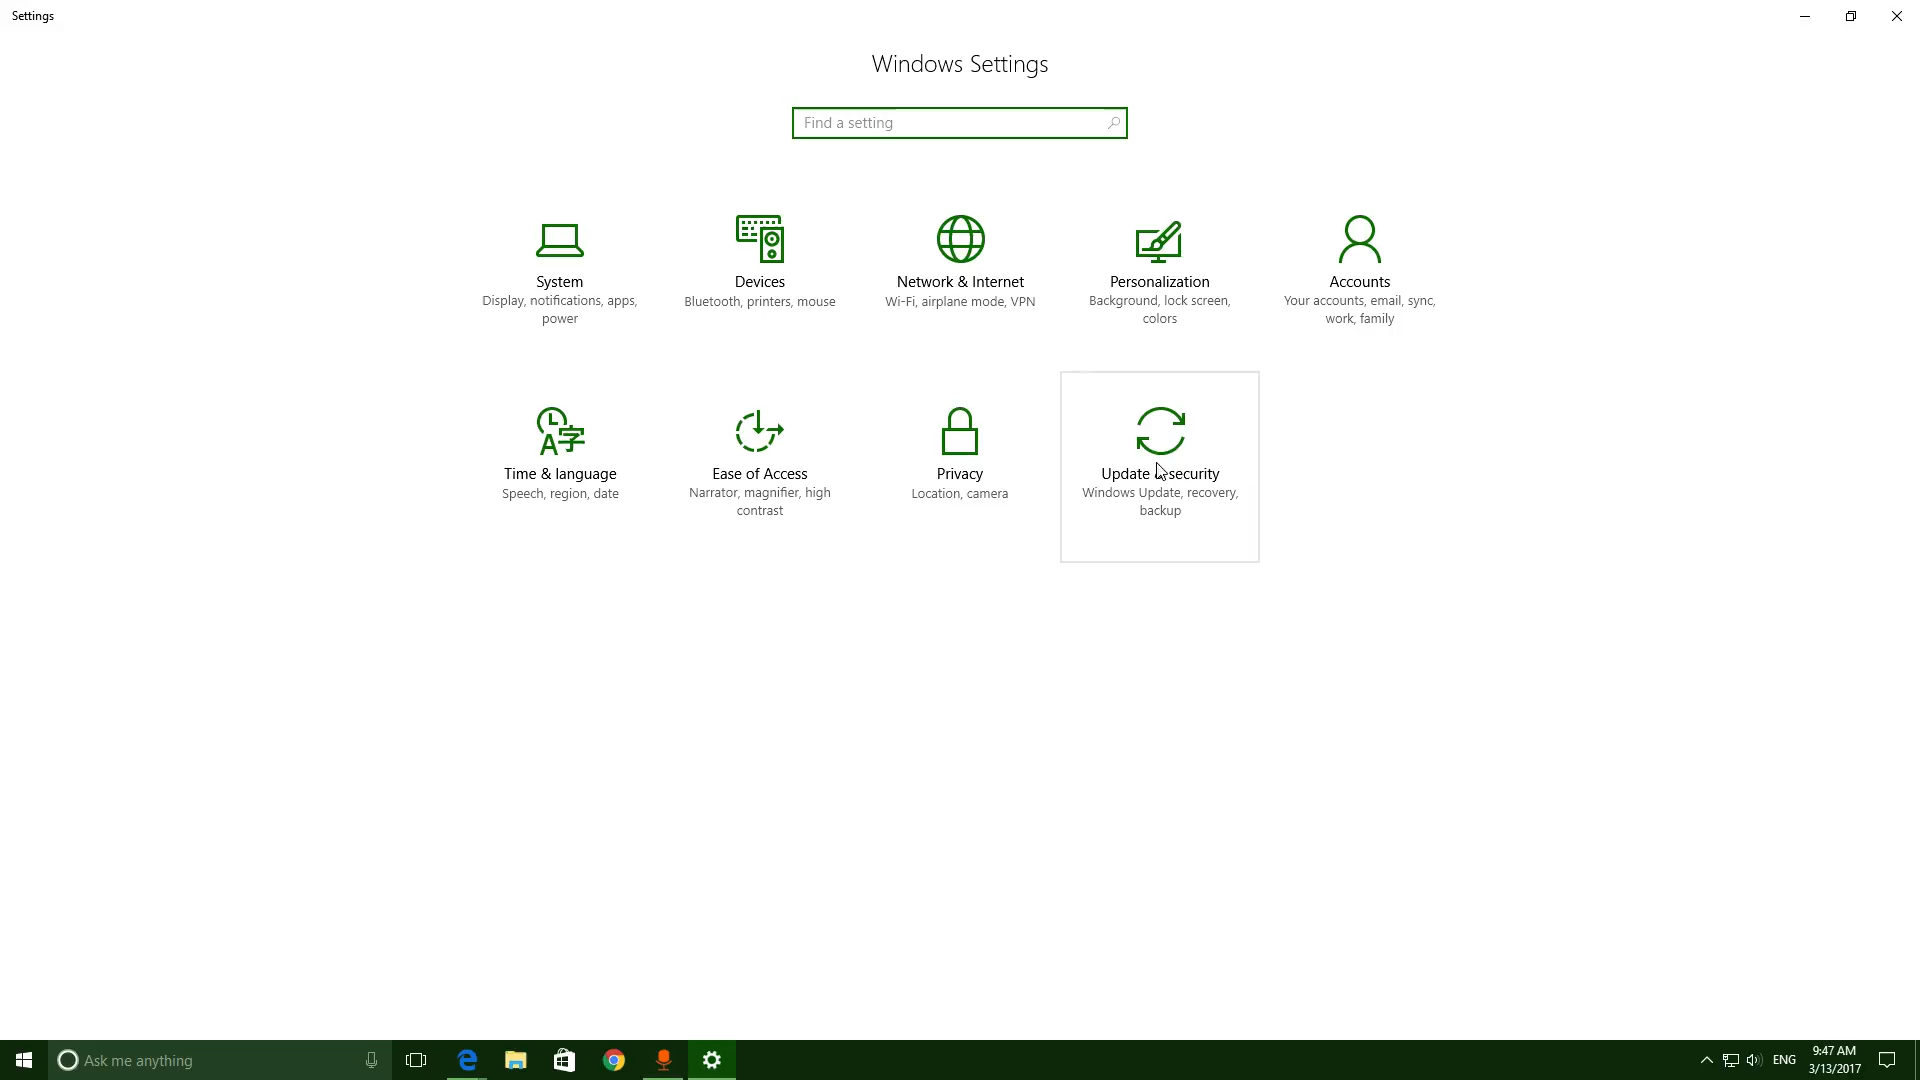 Settings
Windows Settings
Find a setting
System
Display, notifications, apps,
power
Devices
Bluetooth, printers, mouse
Network & Internet
Wi-Fi, airplane mode, VPN
Personalization
Background, lock screen,
colors
Accounts
Your accounts, email, sync,
work, family
A字
Time & language
Speech, region, date
Ease of Access
Narrator, magnifier, high
contrast
Privacy
Location, camera
Update & security
Windows Update, recovery,
backup
Ask me anything
ENG
9:47 AM
3/13/2017